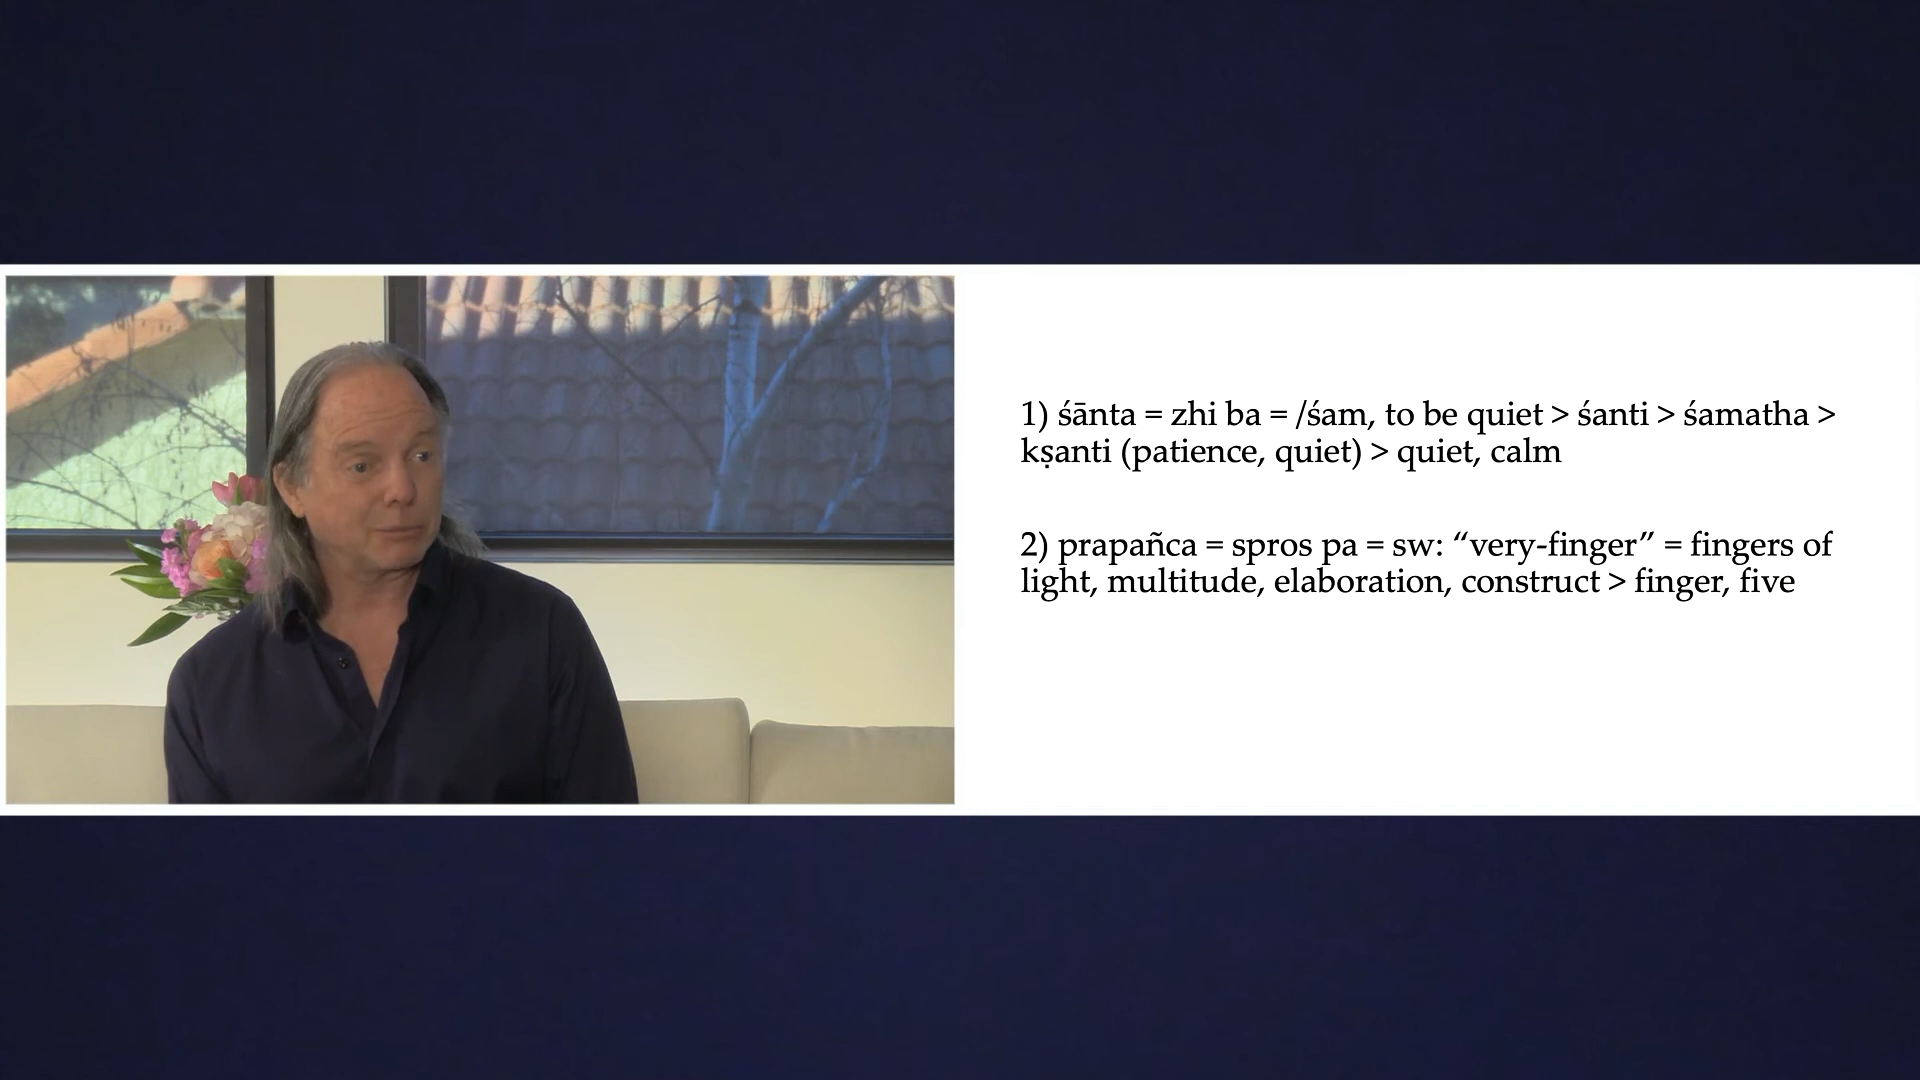 1) śānta = zhi ba = /śam, to be quiet > śanti > śamatha >
kṣanti (patience, quiet) > quiet, calm
2) prapañca = spros pa = sw: “very-finger” = fingers of
light, multitude, elaboration, construct > finger, five